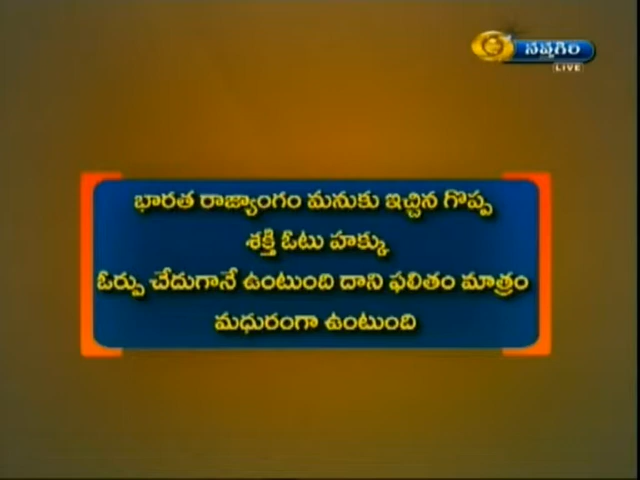 సప్తగిరి
LIVE
భారత రాజ్యాంగం మనుకు ఇచ్చిన గొప్ప
శక్తి ఓటు హక్కు
ఓర్పు చేదుగానే ఉంటుంది దాని ఫలితం మాత్రం
మధురంగా ఉంటుంది